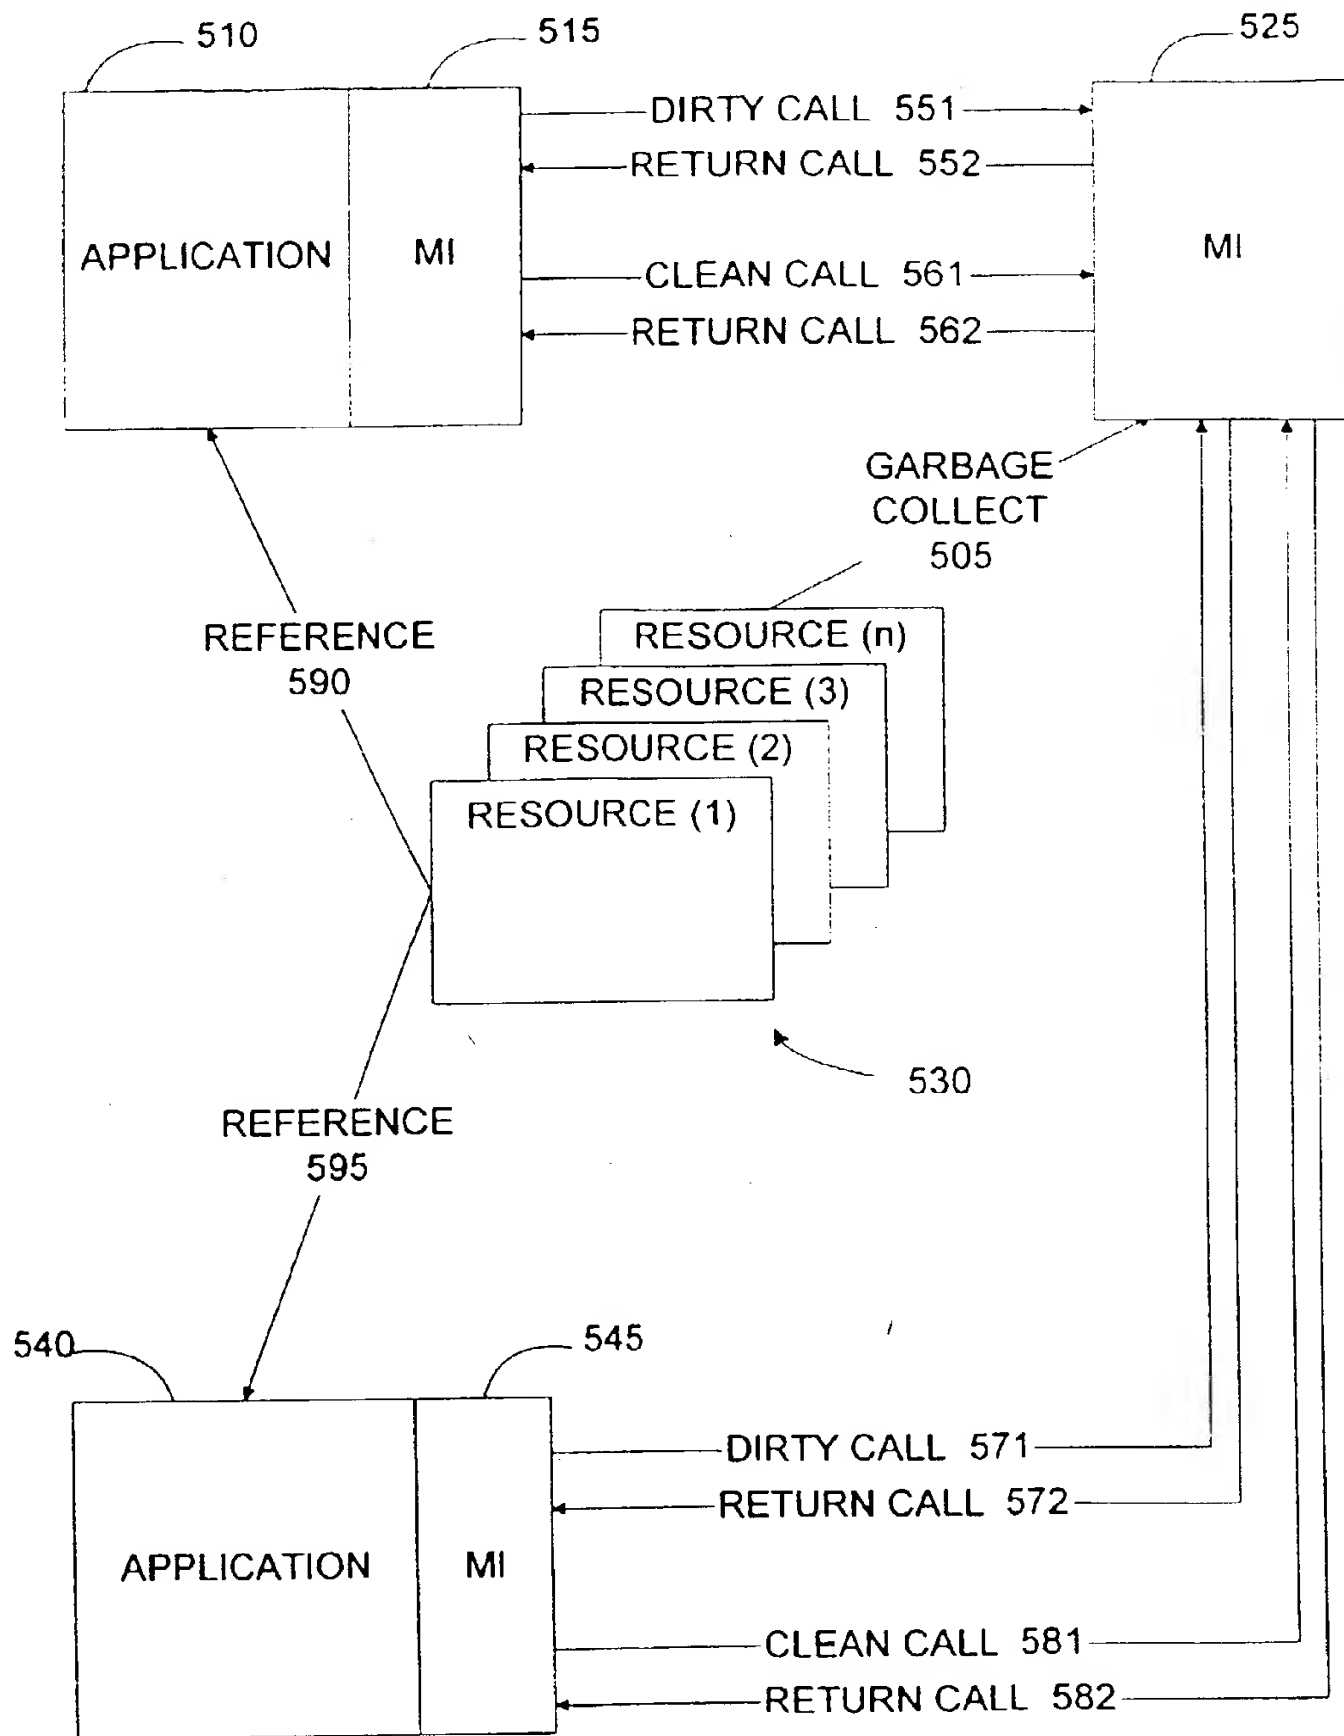 510
515
525
DIRTY CALL 551
RETURN CALL 552
APPLICATION
MI
MI
CLEAN CALL 561
RETURN CALL 562
GARBAGE
COLLECT
505
REFERENCE
590
RESOURCE (n)
RESOURCE (3)
RESOURCE (2)
RESOURCE (1)
530
REFERENCE
595
540
545
DIRTY CALL 571
RETURN CALL 572
APPLICATION
MI
CLEAN CALL 581
RETURN CALL 582